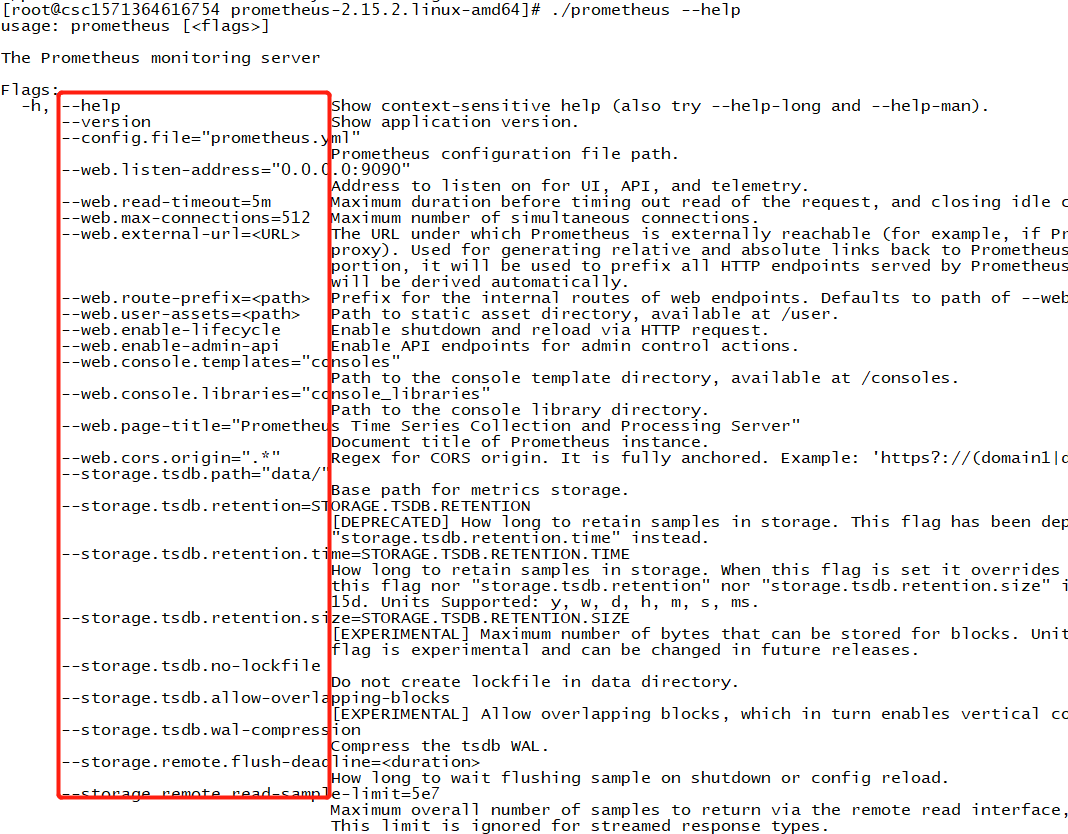 [root@csc1571364616754 prometheus-2.15.2.linux-amd64]# ./prometheus --help
usage: prometheus [<flags>]
The Prometheus monitoring server
Flags:
-h, --help Show context-sensitive help (also try --help-long and --help-man).
--version Show application version.
--config.file="prometheus.yml"
Prometheus configuration file path.
--web.listen-address="0.0.0.0:9090"
Address to listen on for UI, API, and telemetry.
--web.read-timeout=5m Maximum duration before timing out read of the request, and closing idle
--web.max-connections=512 Maximum number of simultaneous connections.
--web.external-url=<URL> The URL under which Prometheus is externally reachable (for example, if
proxy). Used for generating relative and absolute links back to Prometheus
portion, it will be used to prefix all HTTP endpoints served by Prometheus
will be derived automatically.
--web.route-prefix=<path> Prefix for the internal routes of web endpoints. Defaults to path of --web
--web.user-assets=<path> Path to static asset directory, available at /user.
--web.enable-lifecycle Enable shutdown and reload via HTTP request.
--web.enable-admin-api Enable API endpoints for admin control actions.
--web.console.templates="consoles"
Path to the console template directory, available at /consoles.
--web.console.libraries="console_libraries"
Path to the console library directory.
--web.page-title="Prometheus Time Series Collection and Processing Server"
Document title of Prometheus instance.
--web.cors.origin=".*" Regex for CORS origin. It is fully anchored. Example: 'https?://(domain1|
--storage.tsdb.path="data/"
Base path for metrics storage.
--storage.tsdb.retention=STORAGE.TSDB.RETENTION
[DEPRECATED] How long to retain samples in storage. This flag has been dep
"storage.tsdb.retention.time" instead.
--storage.tsdb.retention.time=STORAGE.TSDB.RETENTION.TIME
How long to retain samples in storage. When this flag is set it overrides
this flag nor "storage.tsdb.retention" nor "storage.tsdb.retention.size" i
15d. Units Supported: y, w, d, h, m, s, ms.
--storage.tsdb.retention.size=STORAGE.TSDB.RETENTION.SIZE
[EXPERIMENTAL] Maximum number of bytes that can be stored for blocks. Unit
flag is experimental and can be changed in future releases.
--storage.tsdb.no-lockfile
Do not create lockfile in data directory.
--storage.tsdb.allow-overlapping-blocks
[EXPERIMENTAL] Allow overlapping blocks, which in turn enables vertical co
--storage.tsdb.wal-compression
Compress the tsdb WAL.
--storage.remote.flush-deadline=<duration>
How long to wait flushing sample on shutdown or config reload.
--storage.remote.read-sample-limit=5e7
Maximum overall number of samples to return via the remote read interface,
This limit is ignored for streamed response types.